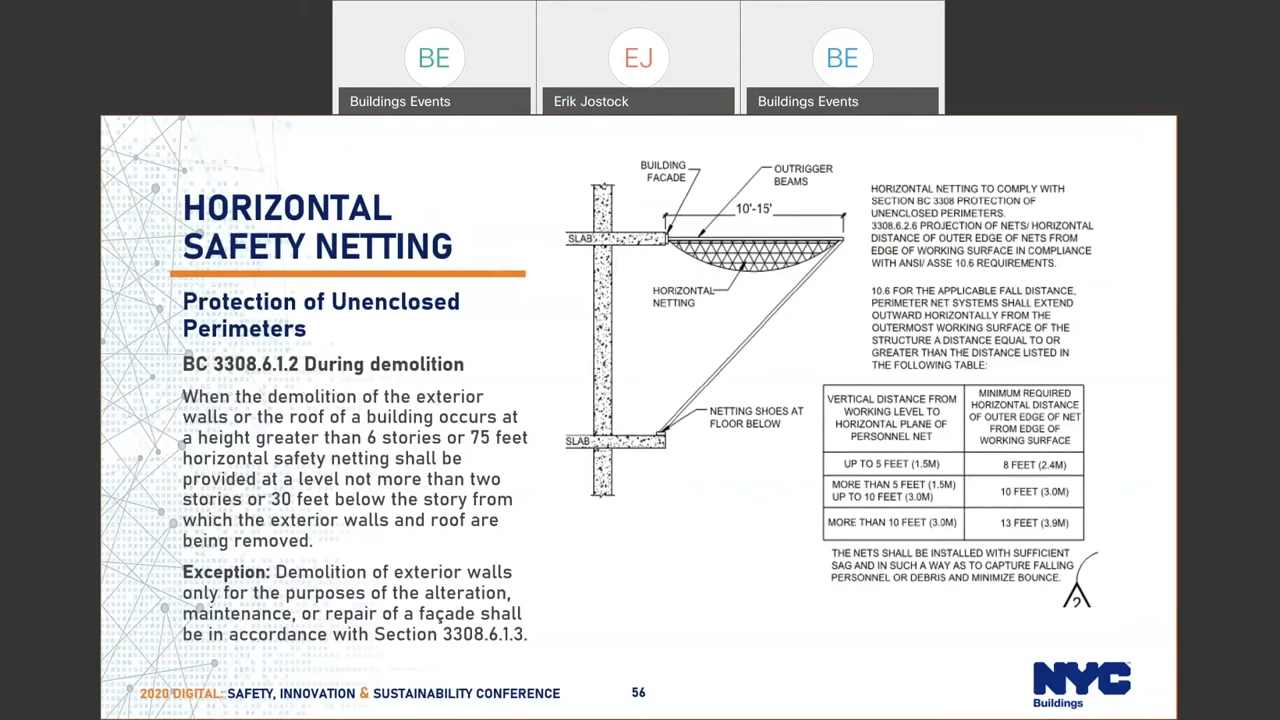 BE
EJ
BE
Buildings Events
Erik Jostock
Buildings Events
HORIZONTAL
SAFETY NETTING
Protection of Unenclosed
Perimeters
BC 3308.6.1.2 During demolition
When the demolition of the exterior
walls or the roof of a building occurs at
a height greater than 6 stories or 75 feet
horizontal safety netting shall be
provided at a level not more than two
stories or 30 feet below the story from
which the exterior walls and roof are
being removed.
Exception: Demolition of exterior walls
only for the purposes of the alteration,
maintenance, or repair of a façade shall
be in accordance with Section 3308.6.1.3.
BUILDING
FACADE
OUTRIGGER
BEAMS
10'-15'
SLAB
HORIZONTAL
NETTING
NETTING SHOES AT
FLOOR BELOW
SLAB
HORIZONTAL NETTING TO COMPLY WITH
SECTION BC 3308 PROTECTION OF
UNENCLOSED PERIMETERS.
3308.6.2.6 PROJECTION OF NETS/ HORIZONTAL
DISTANCE OF OUTER EDGE OF NETS FROM
EDGE OF WORKING SURFACE IN COMPLIANCE
WITH ANSI/ ASSE 10.6 REQUIREMENTS.
10.6 FOR THE APPLICABLE FALL DISTANCE,
PERIMETER NET SYSTEMS SHALL EXTEND
OUTWARD HORIZONTALLY FROM THE
OUTERMOST WORKING SURFACE OF THE
STRUCTURE A DISTANCE EQUAL TO OR
GREATER THAN THE DISTANCE LISTED IN
THE FOLLOWING TABLE:
VERTICAL DISTANCE FROM
WORKING LEVEL TO
HORIZONTAL PLANE OF
PERSONNEL NET
MINIMUM REQUIRED
HORIZONTAL DISTANCE
OF OUTER EDGE OF NET
FROM EDGE OF
WORKING SURFACE
UP TO 5 FEET (1.5M)
8 FEET (2.4M)
MORE THAN 5 FEET (1.5M)
UP TO 10 FEET (3.0M)
10 FEET (3.0M)
MORE THAN 10 FEET (3.0M)
13 FEET (3.9M)
THE NETS SHALL BE INSTALLED WITH SUFFICIENT
SAG AND IN SUCH A WAY AS TO CAPTURE FALLING
PERSONNEL OR DEBRIS AND MINIMIZE BOUNCE.
2
2020 DIGITAL: SAFETY, INNOVATION & SUSTAINABILITY CONFERENCE
56
NYC
Buildings